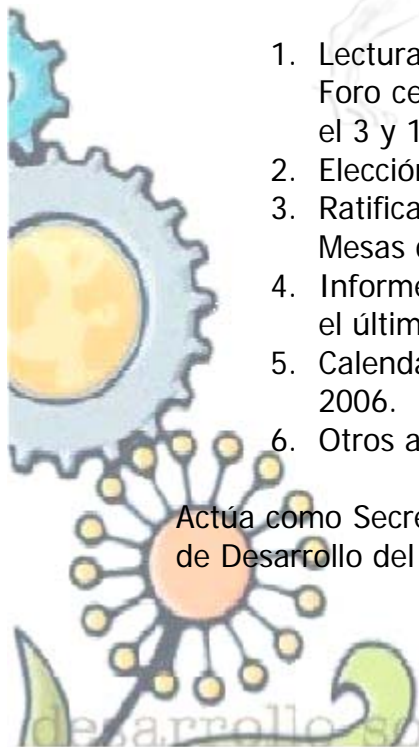 1. Lectura
Foro ce
el 3 y 1
2. Elección
3. Ratifica
Mesas
4. Informe
el últim
5. Calenda
2006.
6. Otros a
Actúa como Secre
de Desarrollo del
desarrollo so